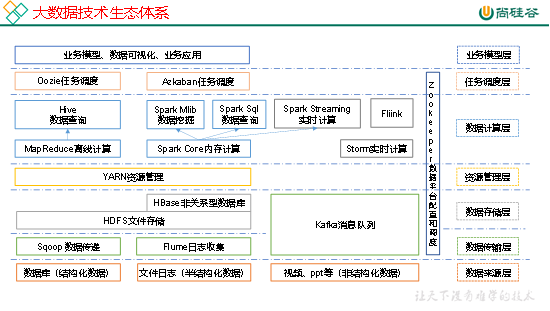 大数据技术生态体系
尚硅谷
业务模型、数据可视化、业务应用
业务模型层
Oozie任务调度
Azkaban任务调度
任务调度层
Hive
数据查询
Spark Mlib
数据挖掘
Spark Sql
数据查询
Spark Streaming
实时计算
Fliink
数据计算层
MapReduce离线计算
Spark Core内存计算
Storm实时计算
Zookeeper数据平台配置和调度
YARN资源管理
资源管理层
HBase非关系型数据库
HDFS文件存储
Kafka消息队列
数据存储层
Sqoop数据传递
Flume日志收集
数据传输层
数据库（结构化数据）
文件日志（半结构化数据）
视频、ppt等（非结构化数据）
数据来源层
让天下没有难学的技术